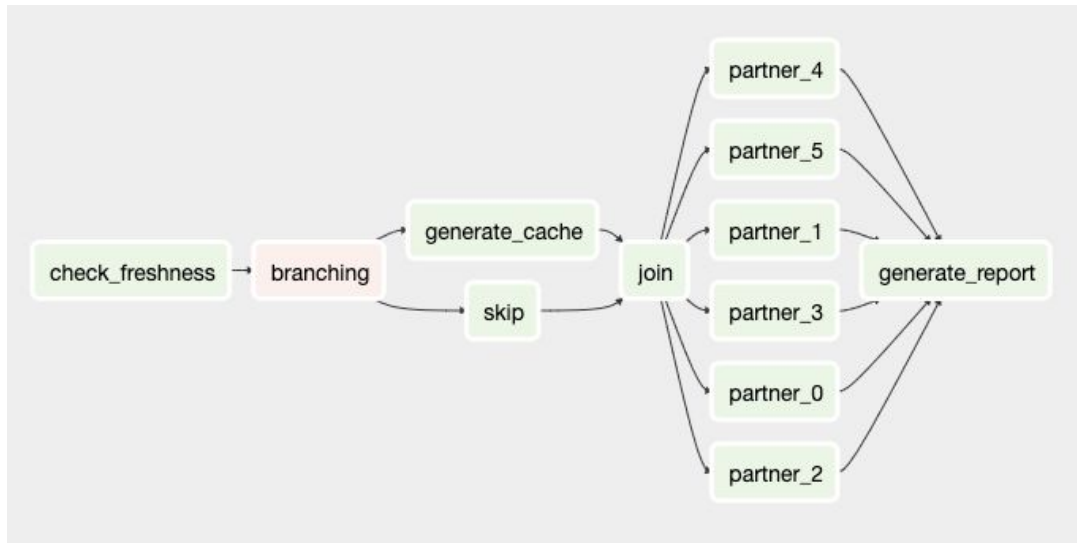 check_freshness
branching
generate_cache
skip
join
partner_4
partner_5
partner_1
partner_3
partner_0
partner_2
generate_report